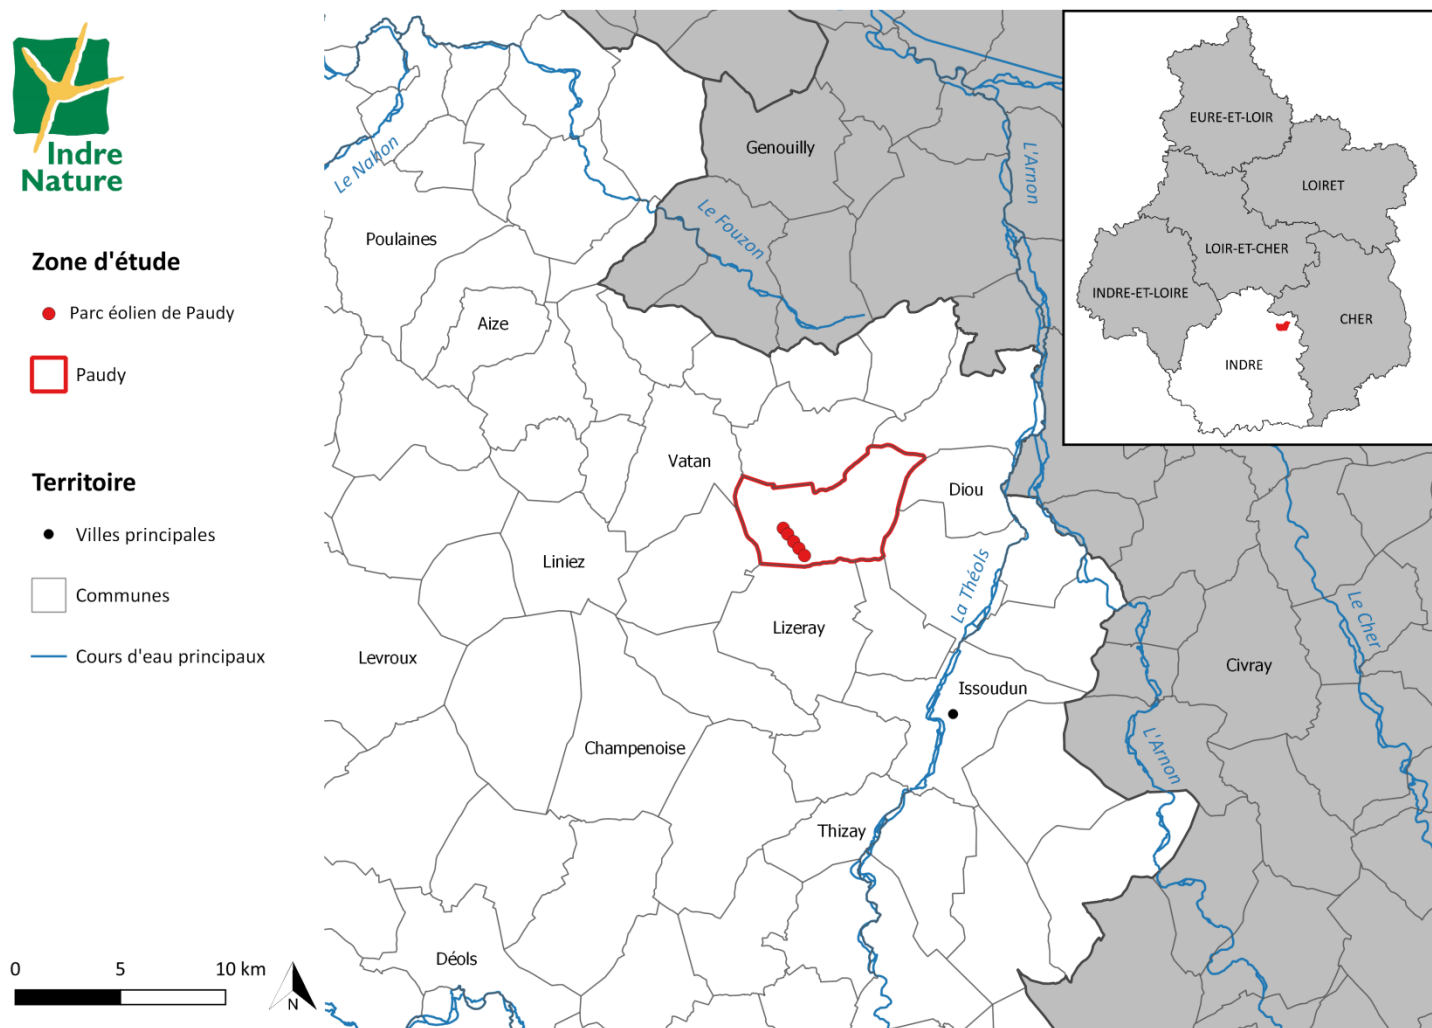 Indre
Nature
Zone d'étude
Parc éolien de Paudy
Paudy
Territoire
Villes principales
Communes
Cours d'eau principaux
0 5 10 km
N
Le Nahon
Poulaines
Aize
Genouilly
Le Fouzon
L'Arnon
Vatan
Diou
Liniez
La Théols
Lizeray
Levroux
Issoudun
Civray
Le Cher
Champenoise
L'Arnon
Thizay
Déols
EURE-ET-LOIR
LOIRET
LOIR-ET-CHER
INDRE-ET-LOIRE
CHER
INDRE